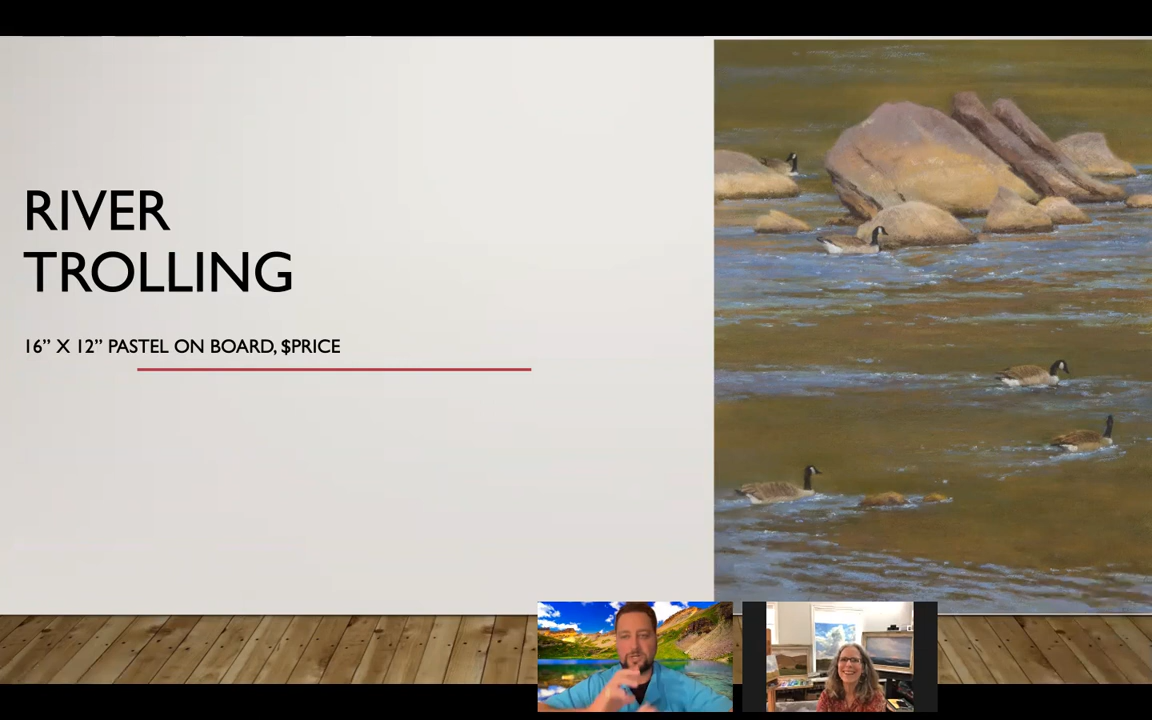 RIVER
TROLLING
16” X 12” PASTEL ON BOARD, $PRICE